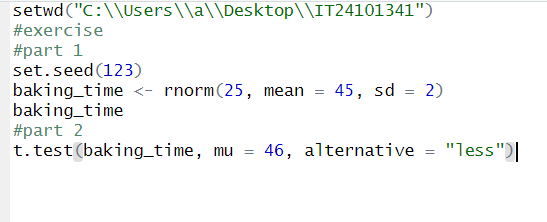 setwd("C:\\Users\\a\\Desktop\\IT24101341")
#exercise
#part 1
set.seed(123)
baking_time <- rnorm(25, mean = 45, sd = 2)
baking_time
#part 2
t.test(baking_time, mu = 46, alternative = "less")